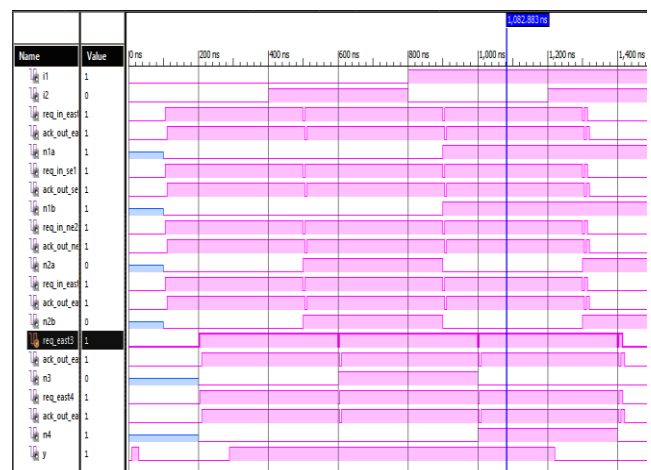 1,082.883 ns
Name Value 0 ns 200 ns 400 ns 600 ns 800 ns 1,000 ns 1,200 ns 1,400 ns
i1 1
i2 0
req_in_east 1
ack_out_ea 1
n1a 1
req_in_se1 1
ack_out_se 1
n1b 1
req_in_ne2 1
ack_out_ne 1
n2a 0
req_in_east 1
ack_out_ea 1
n2b 0
req_east3 1
ack_out_ea 1
n3 0
req_east4 1
ack_out_ea 1
n4 1
y 1